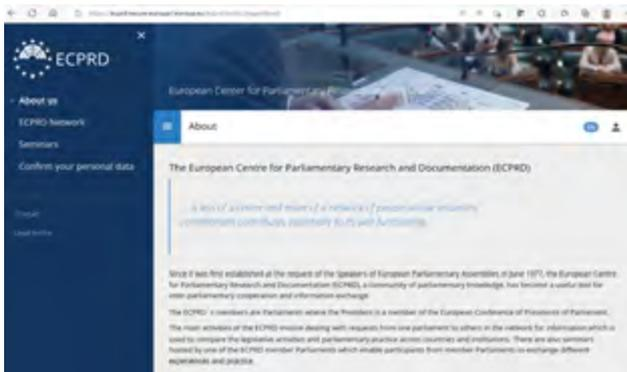 ECPRD
About us
ECPRD Network
Seminars
Confirm your personal data
European Center for Parliamentary
About
EN
The European Centre for Parliamentary Research and Documentation (ECPRD)
Since it was first established at the request of the Speakers of European Parliamentary Assemblies in June 1977, the European Centre
for Parliamentary Research and Documentation (ECPRD), a community of parliamentary knowledge, has become a useful tool for
inter-parliamentary cooperation and information exchange
The ECPRD's members are Parliaments where the President is a member of the European Conference of Presidents of Parliament.
The main activities of the ECPRD involve dealing with requests from one parliament to others in the network for information which is
used to compare the legislative activities and parliamentary practice across countries and institutions. There are also seminars
hosted by one of the ECPRD member Parliaments which enable participants from member Parliaments to exchange different
experiences and practice.